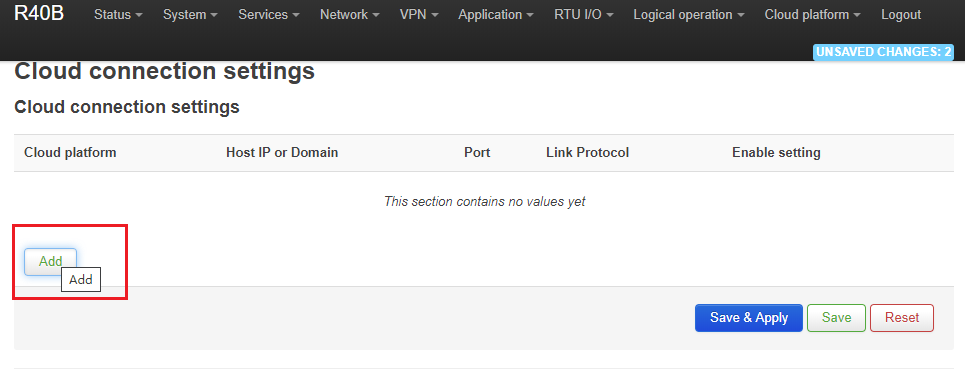 R40B Status System Services Network VPN Application RTU I/O Logical operation Cloud platform Logout
UNSAVED CHANGES: 2
Cloud connection settings
Cloud connection settings
Cloud platform Host IP or Domain Port Link Protocol Enable setting
This section contains no values yet
Add
Add
Save & Apply Save Reset